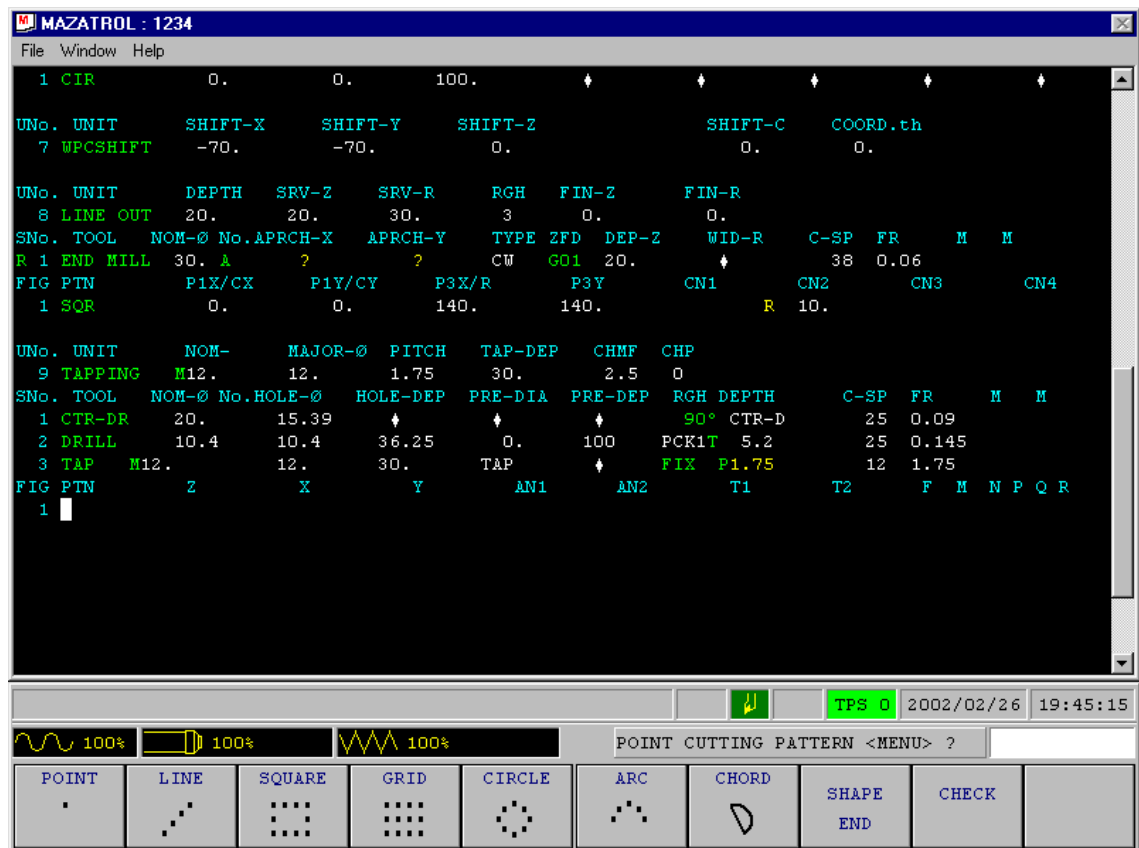 MAZATROL : 1234
File Window Help
1 CIR 0. 0. 100. ♦ ♦ ♦ ♦ ♦
UNo. UNIT SHIFT-X SHIFT-Y SHIFT-Z SHIFT-C COORD.th
7 WPCSHIFT -70. -70. 0. 0. 0.
UNo. UNIT DEPTH SRV-Z SRV-R RGH FIN-Z FIN-R
8 LINE OUT 20. 20. 30. 3 0. 0.
SNo. TOOL NOM-Ø No.APRCH-X APRCH-Y TYPE ZFD DEP-Z WID-R C-SP FR M M
R 1 END MILL 30. A ? ? CW G01 20. ♦ 38 0.06
FIG PTN P1X/CX P1Y/CY P3X/R P3Y CN1 CN2 CN3 CN4
1 SQR 0. 0. 140. 140. R 10.
UNo. UNIT NOM- MAJOR-Ø PITCH TAP-DEP CHMF CHP
9 TAPPING M12. 12. 1.75 30. 2.5 0
SNo. TOOL NOM-Ø No.HOLE-Ø HOLE-DEP PRE-DIA PRE-DEP RGH DEPTH C-SP FR M M
1 CTR-DR 20. 15.39 ♦ ♦ ♦ 90° CTR-D 25 0.09
2 DRILL 10.4 10.4 36.25 0. 100 PCK1T 5.2 25 0.145
3 TAP M12. 12. 30. TAP ♦ FIX P1.75 12 1.75
FIG PTN Z X Y AN1 AN2 T1 T2 F M N P Q R
1
TPS 0 2002/02/26 19:45:15
100% 100% 100% POINT CUTTING PATTERN <MENU> ?
POINT LINE SQUARE GRID CIRCLE ARC CHORD SHAPE END CHECK